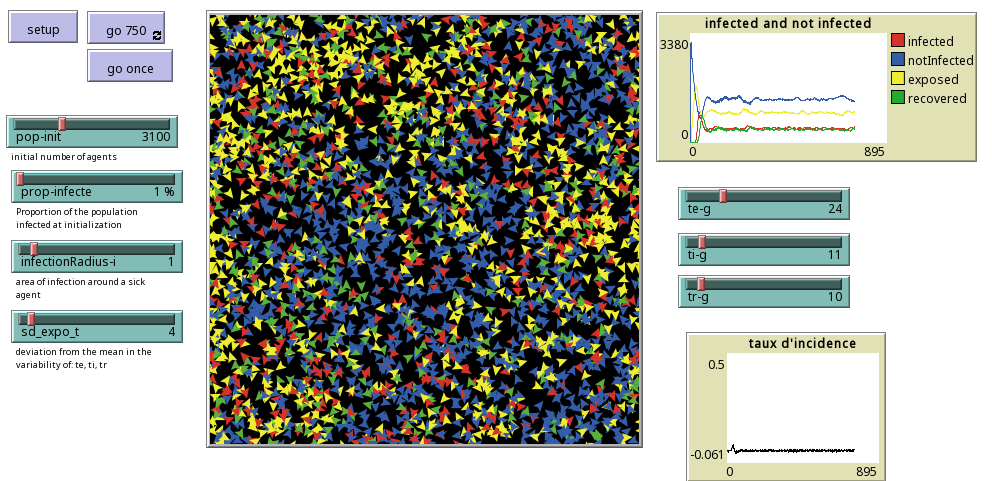 setup
go 750
go once
pop-init 3100
initial number of agents
prop-infecte 1 %
Proportion of the population
infected at initialization
infectionRadius-i 1
area of infection around a sick
agent
sd_expo_t 4
deviation from the mean in the
variability of: te, ti, tr
infected and not infected
3380
0
0 895
infected
notInfected
exposed
recovered
te-g 24
ti-g 11
tr-g 10
taux d'incidence
0.5
-0.061
0 895